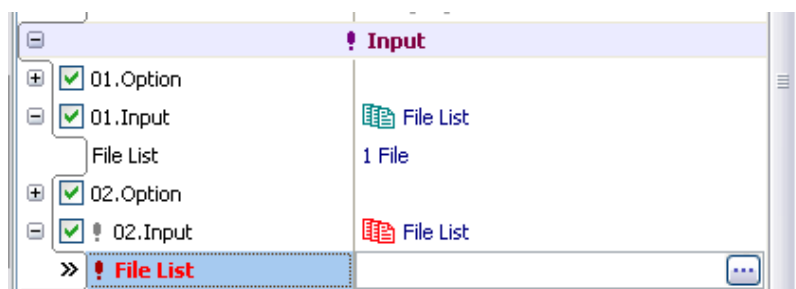 ! Input
01.Option
01.Input File List
File List 1 File
02.Option
! 02.Input File List
! File List ...